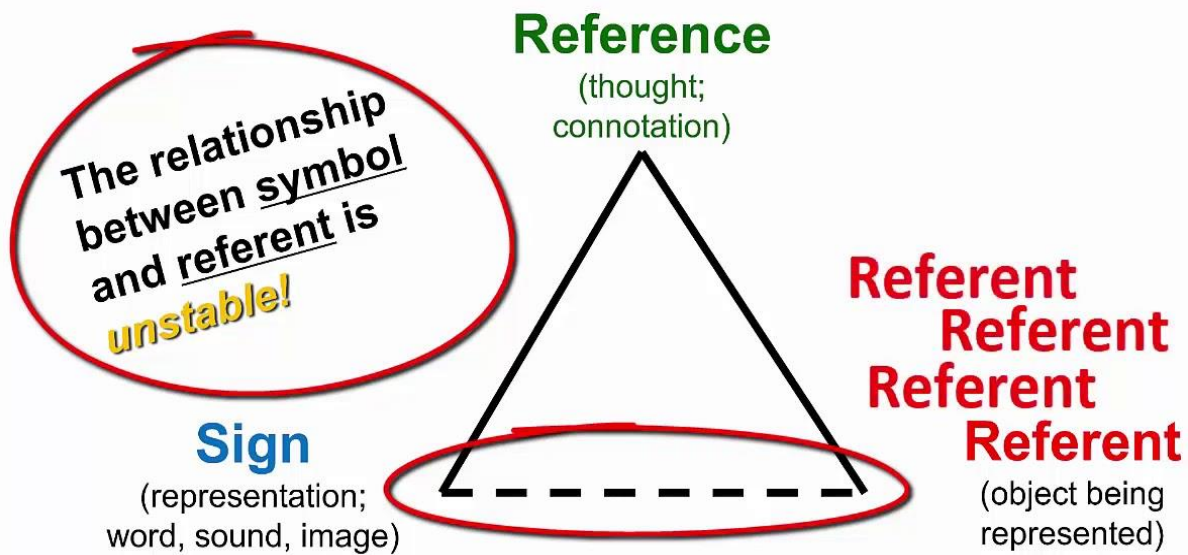 Reference
(thought;
connotation)
The relationship
between symbol
and referent is
unstable!
Referent
Referent
Referent
Referent
(object being
represented)
Sign
(representation;
word, sound, image)